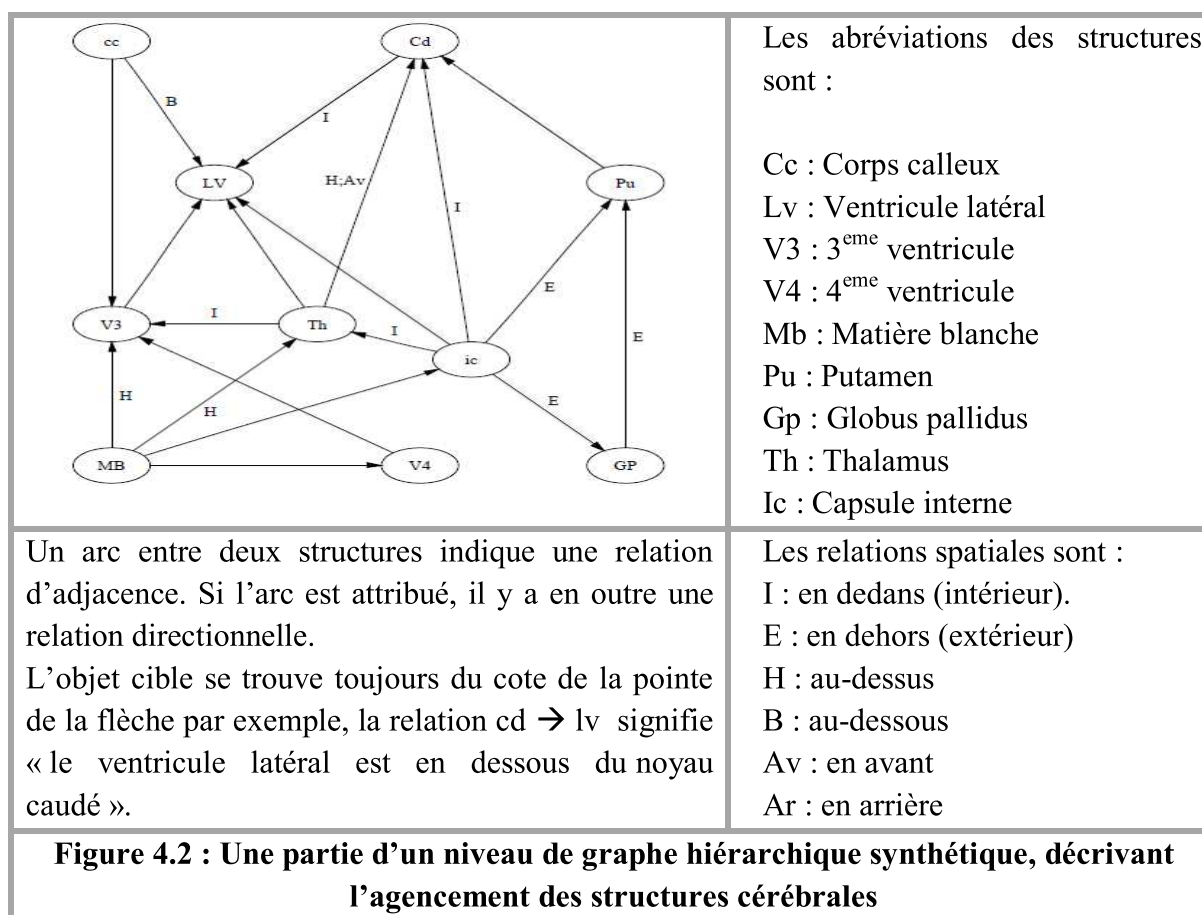 cc
Cd
B
I
LV
H;Av
Pu
I
E
V3
I
Th
I
ic
E
H
H
E
MB
V4
GP
Les abréviations des structures
sont :
Cc : Corps calleux
Lv : Ventricule latéral
V3 : 3eme ventricule
V4 : 4eme ventricule
Mb : Matière blanche
Pu : Putamen
Gp : Globus pallidus
Th : Thalamus
Ic : Capsule interne
Un arc entre deux structures indique une relation
d’adjacence. Si l’arc est attribué, il y a en outre une
relation directionnelle.
L’objet cible se trouve toujours du cote de la pointe
de la flèche par exemple, la relation cd → lv signifie
« le ventricule latéral est en dessous du noyau
caudé ».
Les relations spatiales sont :
I : en dedans (intérieur).
E : en dehors (extérieur)
H : au-dessus
B : au-dessous
Av : en avant
Ar : en arrière
Figure 4.2 : Une partie d’un niveau de graphe hiérarchique synthétique, décrivant
l’agencement des structures cérébrales